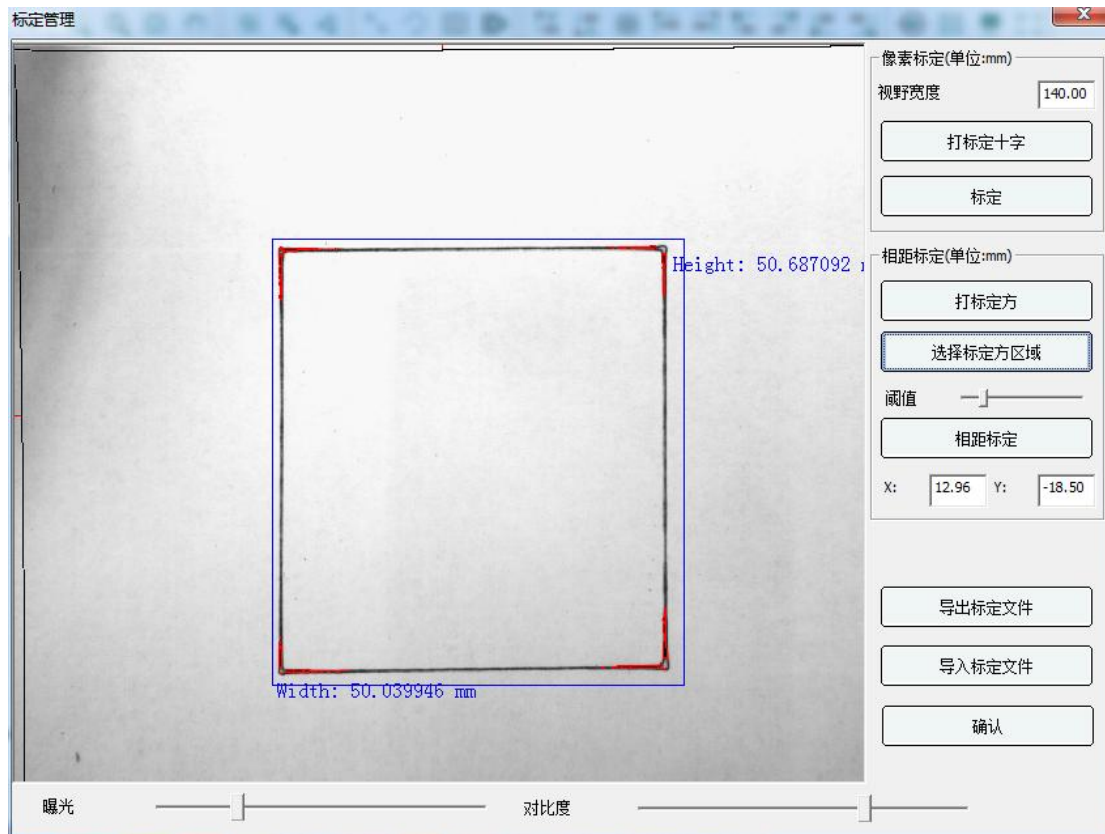 标定管理
像素标定(单位:mm)
视野宽度 140.00
打标定十字
标定
Height: 50.687092
相距标定(单位:mm)
打标定方
选择标定方区域
阈值
相距标定
X: 12.96 Y: -18.50
导出标定文件
导入标定文件
Width: 50.039946 mm
确认
曝光 对比度